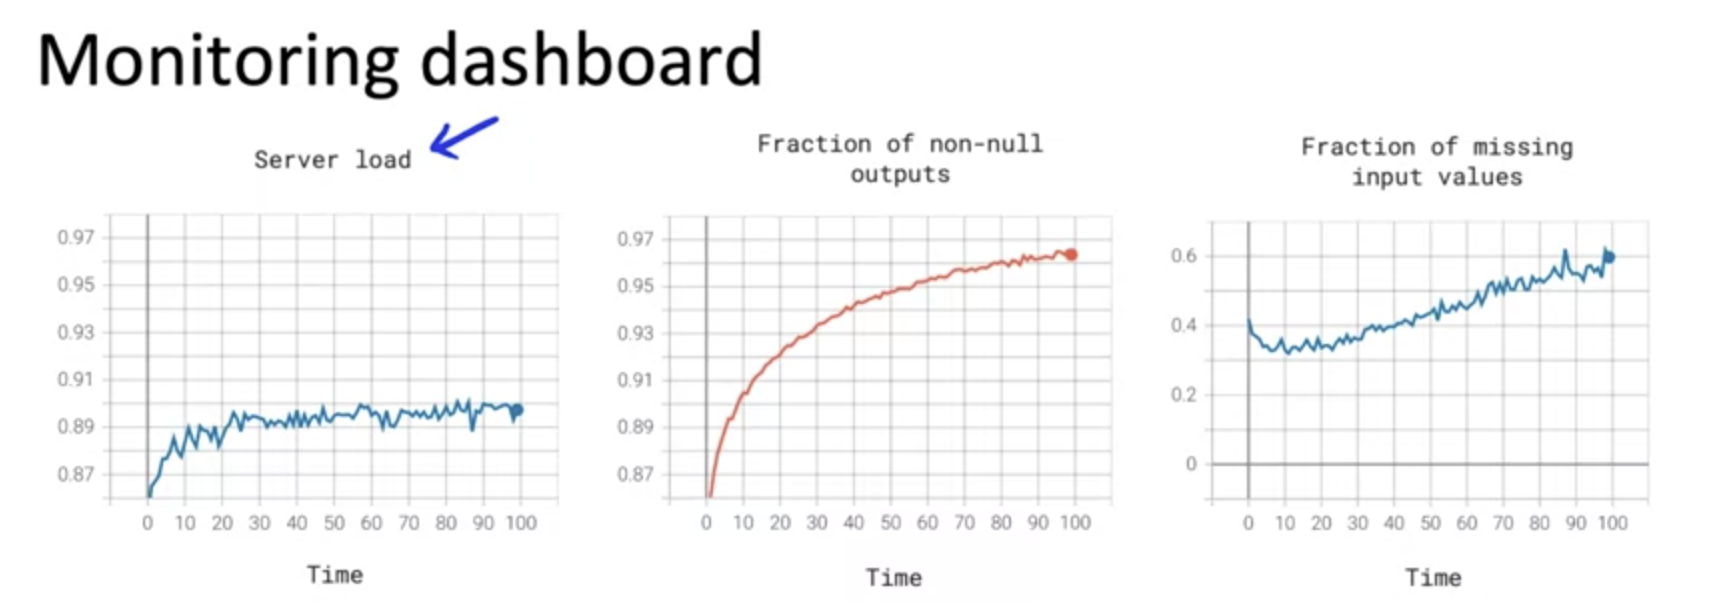 Monitoring dashboard
Server load
Fraction of non-null
outputs
Fraction of missing
input values
0.97
0.95
0.93
0.91
0.89
0.87
0 10 20 30 40 50 60 70 80 90 100
Time
0.97
0.95
0.93
0.91
0.89
0.87
0 10 20 30 40 50 60 70 80 90 100
Time
0.6
0.4
0.2
0
0 10 20 30 40 50 60 70 80 90 100
Time